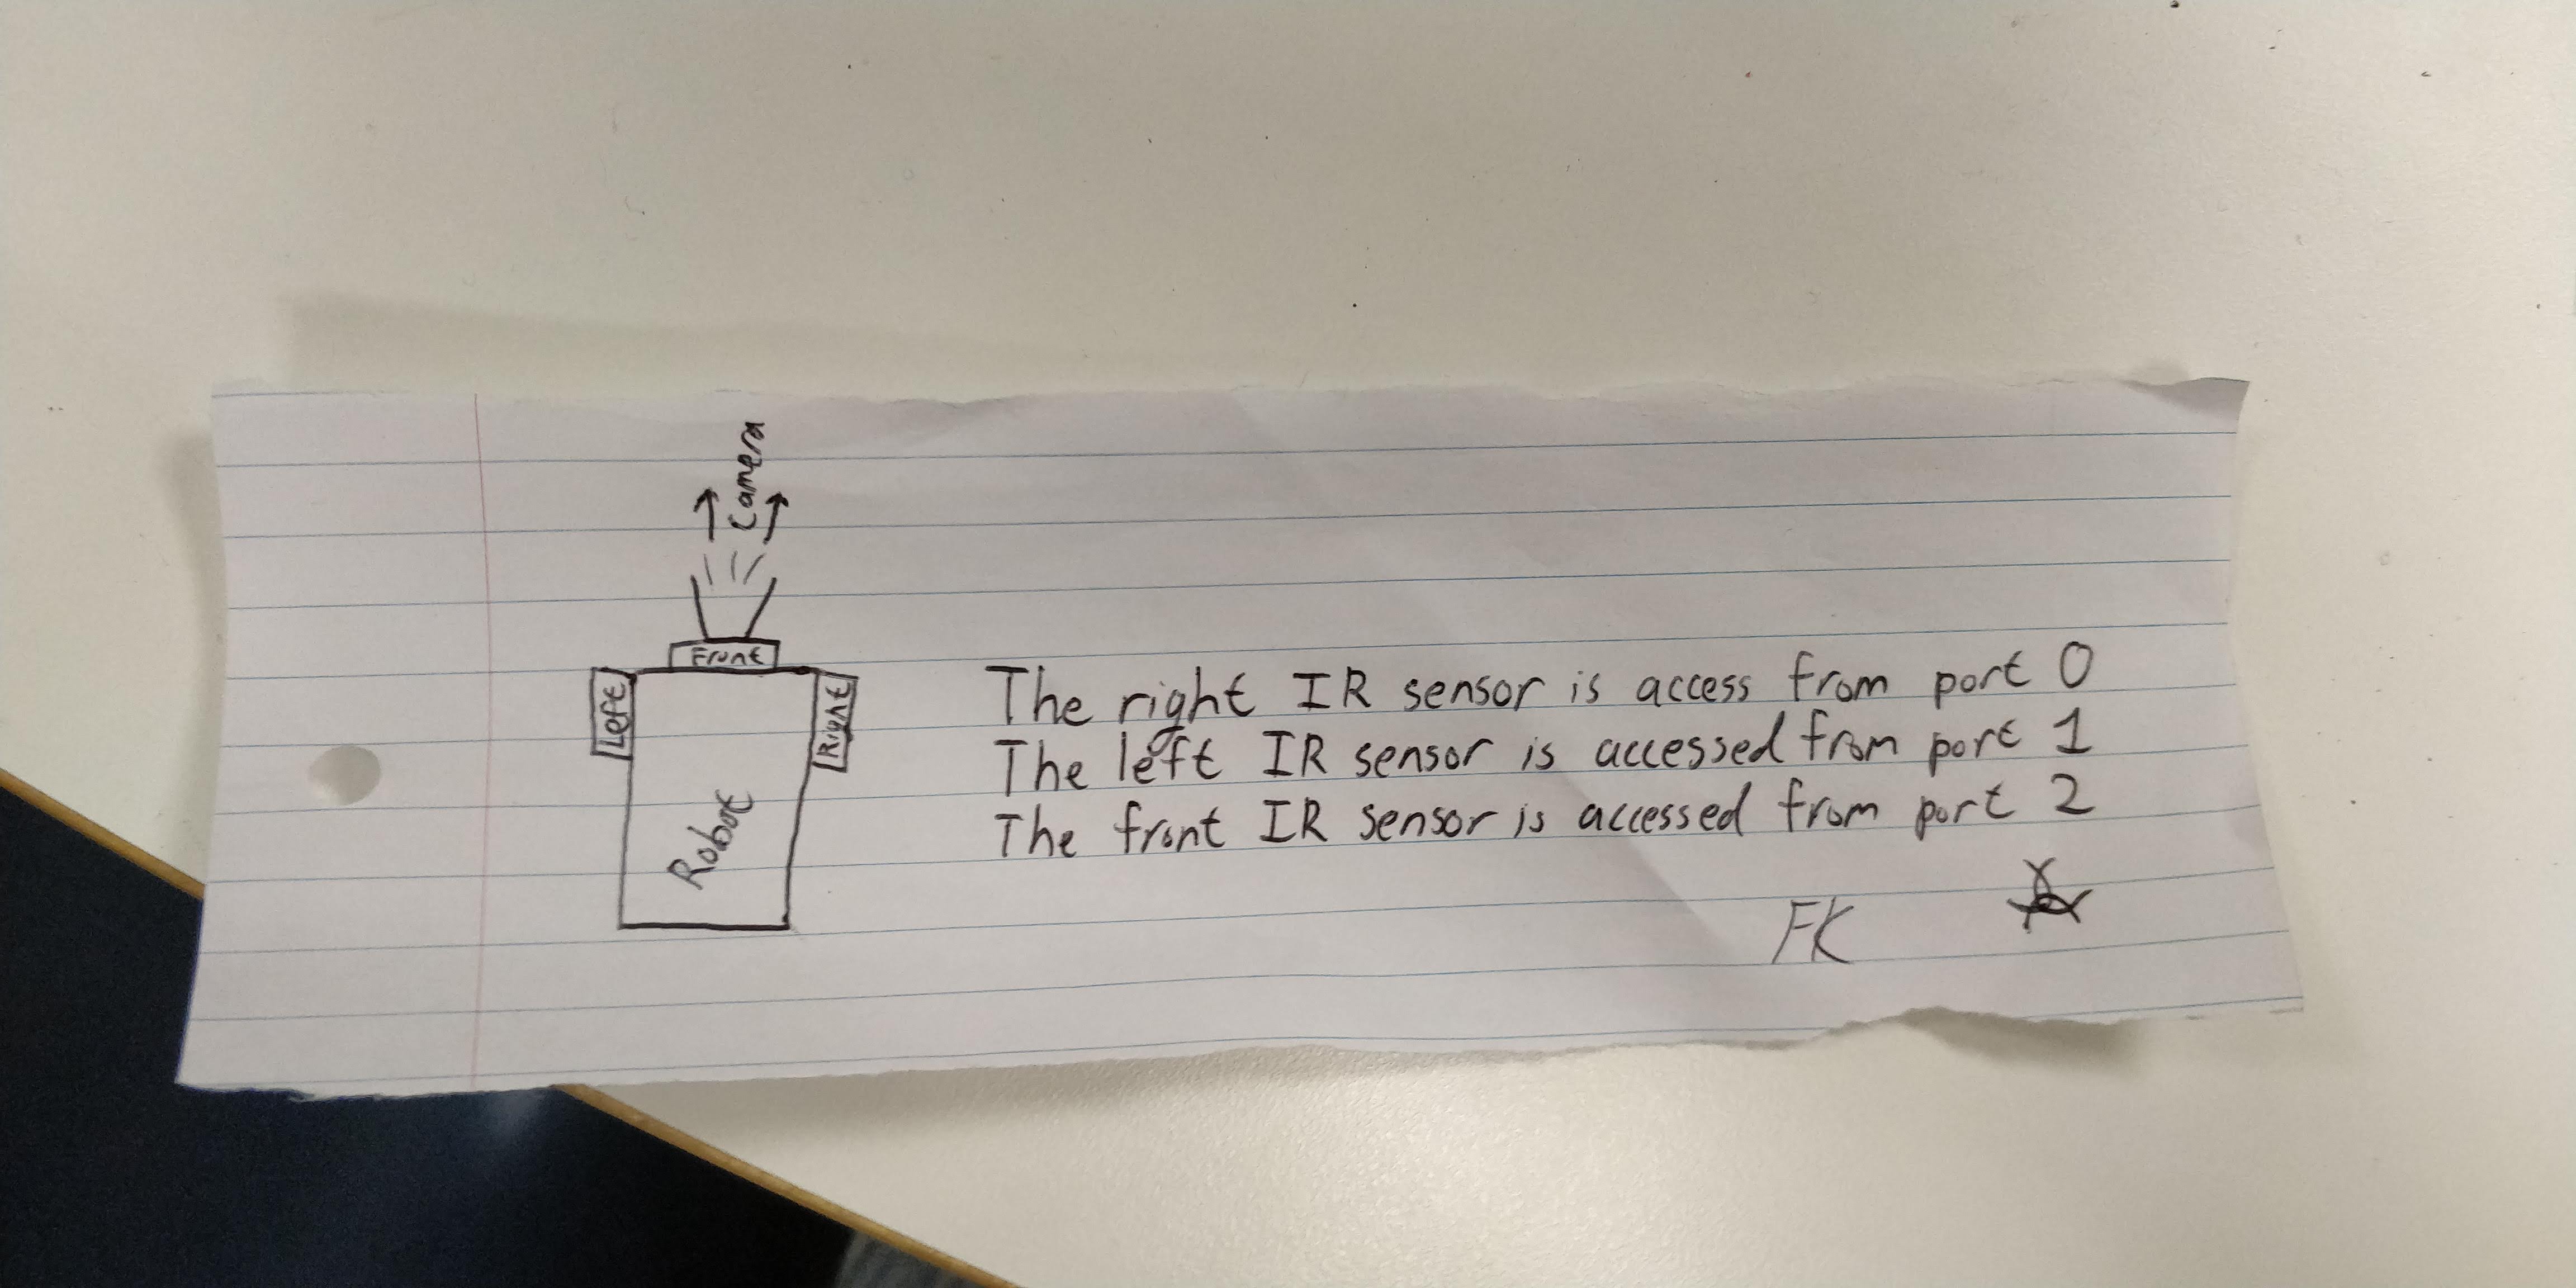 Camera
Front
Left
Right
Robot
The right IR sensor is access from port 0
The left IR sensor is accessed from port 1
The front IR sensor is accessed from port 2
FK